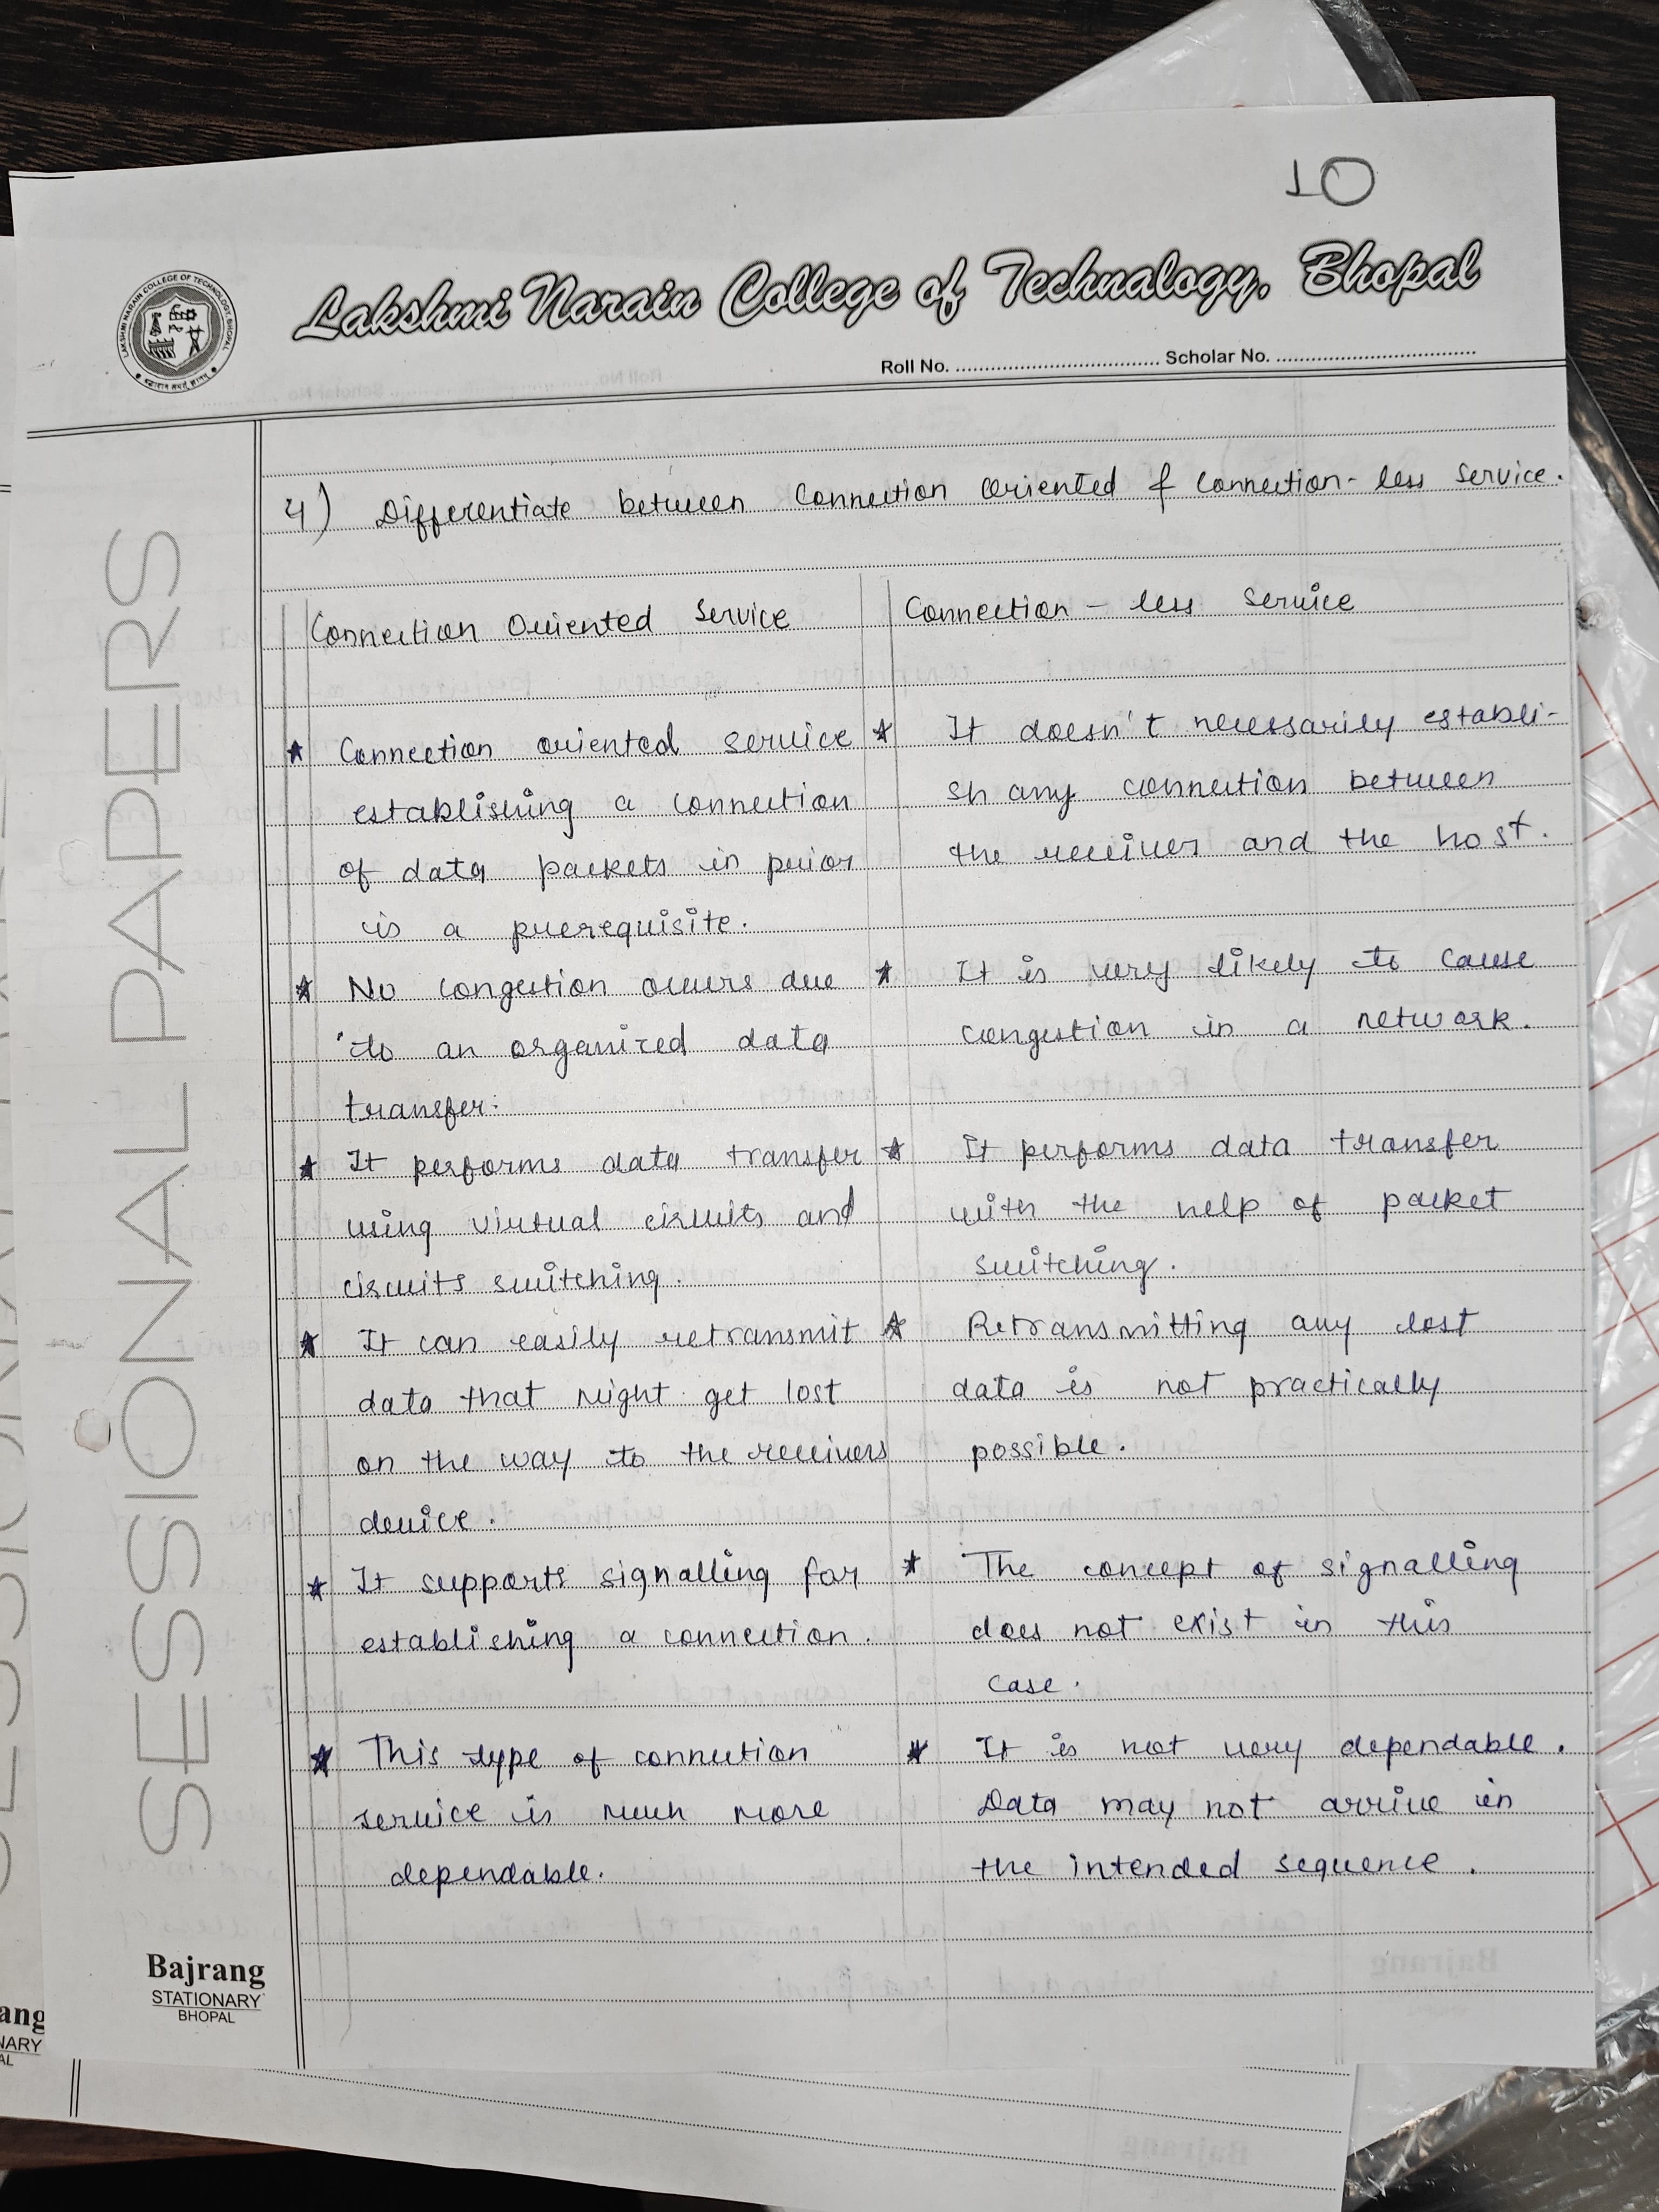 10
Lakshmi Narain College of Technalogy, Bhopal
Roll No. .................................. Scholar No. ..................................
SESSIONAL PAPERS
4) Differentiate between Connection oriented & Connection-less Service.
Connection Oriented Service
* Connection oriented service
establishing a connection
of data packets in prior
is a prerequisite.
* No congestion occurs due
to an organized data
transfer.
* It performs data transfer
using virtual circuits and
circuits switching.
* It can easily retransmit
data that might get lost
on the way to the receivers
device.
* It supports signalling for
establishing a connection.
* This type of connection
service is much more
dependable.
Connection - less Service
* It doesn't necessarily establi-
sh any connection between
the receiver and the host.
* It is very likely to cause
congestion in a network.
* It performs data transfer
with the help of packet
switching.
* Retransmitting any lost
data is not practically
possible.
* The concept of signalling
does not exist in this
case.
* It is not very dependable.
Data may not arrive in
the intended sequence.
Bajrang
STATIONARY
BHOPAL